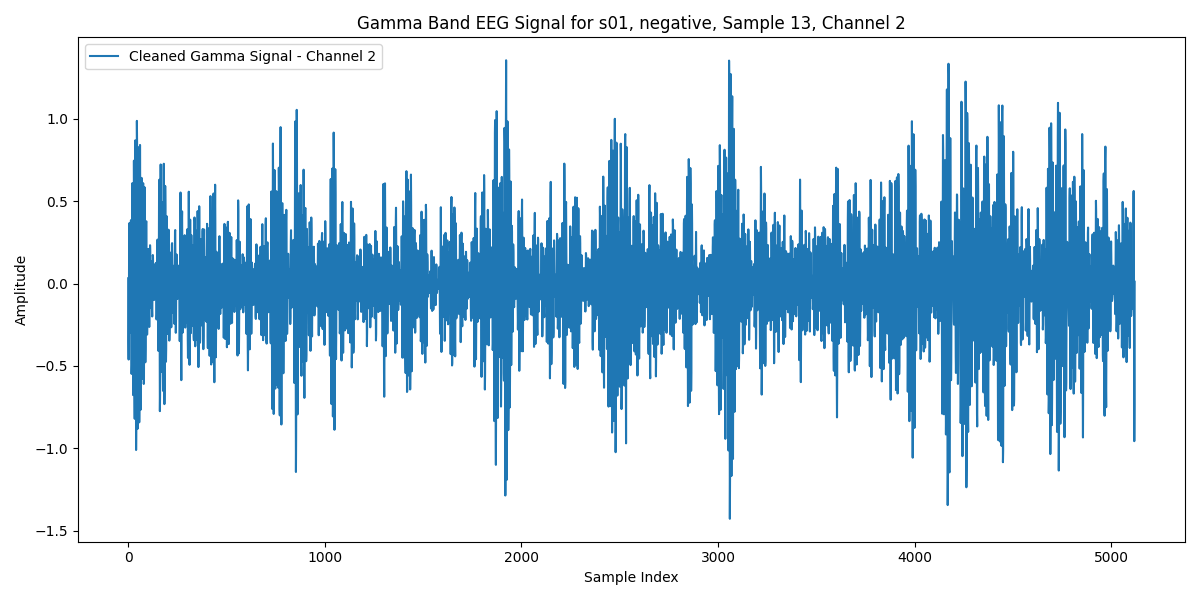 Gamma Band EEG Signal for s01, negative, Sample 13, Channel 2
Cleaned Gamma Signal - Channel 2
1.0
0.5
0.0
−0.5
−1.0
−1.5
Amplitude
0 1000 2000 3000 4000 5000
Sample Index